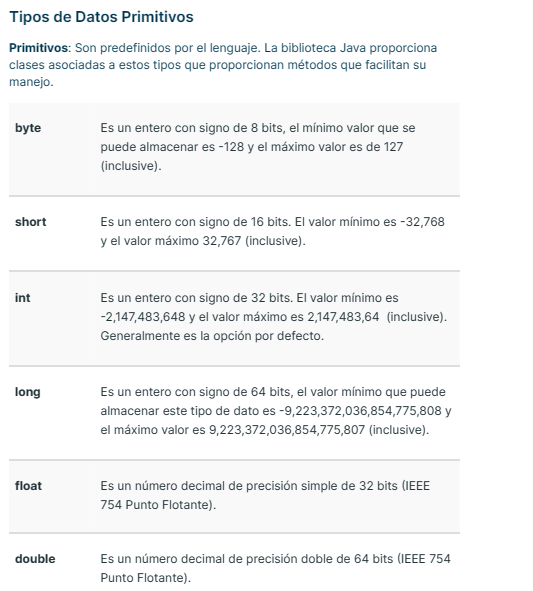 Tipos de Datos Primitivos
Primitivos: Son predefinidos por el lenguaje. La biblioteca Java proporciona
clases asociadas a estos tipos que proporcionan métodos que facilitan su
manejo.
byte
Es un entero con signo de 8 bits, el mínimo valor que se
puede almacenar es -128 y el máximo valor es de 127
(inclusive).
short
Es un entero con signo de 16 bits. El valor mínimo es -32,768
y el valor máximo 32,767 (inclusive).
int
Es un entero con signo de 32 bits. El valor mínimo es
-2,147,483,648 y el valor máximo es 2,147,483,64  (inclusive).
Generalmente es la opción por defecto.
long
Es un entero con signo de 64 bits, el valor mínimo que puede
almacenar este tipo de dato es -9,223,372,036,854,775,808 y
el máximo valor es 9,223,372,036,854,775,807 (inclusive).
float
Es un número decimal de precisión simple de 32 bits (IEEE
754 Punto Flotante).
double
Es un número decimal de precisión doble de 64 bits (IEEE 754
Punto Flotante).